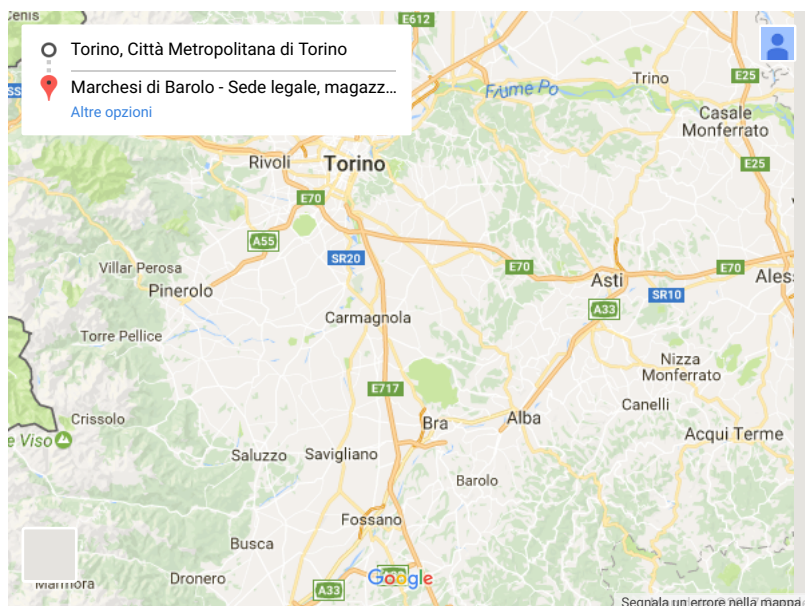 Cenis
E612
Torino, Città Metropolitana di Torino
Marchesi di Barolo - Sede legale, magazz...
Altre opzioni
SS
Trino
E25
Fiume Po
Casale
Monferrato
Rivoli
Torino
E25
E70
A55
SR20
Villar Perosa
E70
E70
Asti
Aless
Pinerolo
SR10
A33
Carmagnola
Torre Pellice
Nizza
Monferrato
E717
Canelli
Crissolo
Bra
Alba
Acqui Terme
e Viso
Saluzzo
Savigliano
Barolo
Fossano
Busca
Google
Marmora
Dronero
A33
Segnala un errore nella mappa